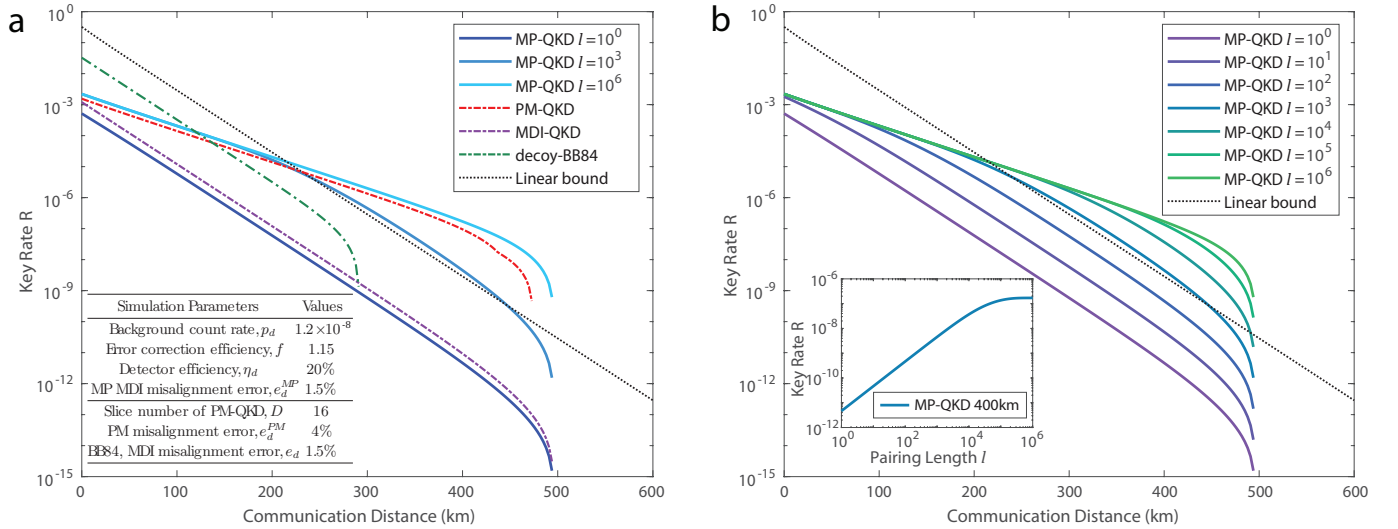 a
10^0
10^-3
10^-6
10^-9
10^-12
10^-15
Key Rate R
MP-QKD l = 10^0
MP-QKD l = 10^3
MP-QKD l = 10^6
PM-QKD
MDI-QKD
decoy-BB84
Linear bound
Simulation Parameters Values
Background count rate, p_d 1.2×10^-8
Error correction efficiency, f 1.15
Detector efficiency, η_d 20%
MP MDI misalignment error, e_d^MP 1.5%
Slice number of PM-QKD, D 16
PM misalignment error, e_d^PM 4%
BB84, MDI misalignment error, e_d 1.5%
0 100 200 300 400 500 600
Communication Distance (km)
b
10^0
10^-3
10^-6
10^-9
10^-12
10^-15
Key Rate R
MP-QKD l = 10^0
MP-QKD l = 10^1
MP-QKD l = 10^2
MP-QKD l = 10^3
MP-QKD l = 10^4
MP-QKD l = 10^5
MP-QKD l = 10^6
Linear bound
10^-6
10^-8
10^-10
10^-12
Key Rate R
MP-QKD 400km
10^0 10^2 10^4 10^6
Pairing Length l
0 100 200 300 400 500 600
Communication Distance (km)